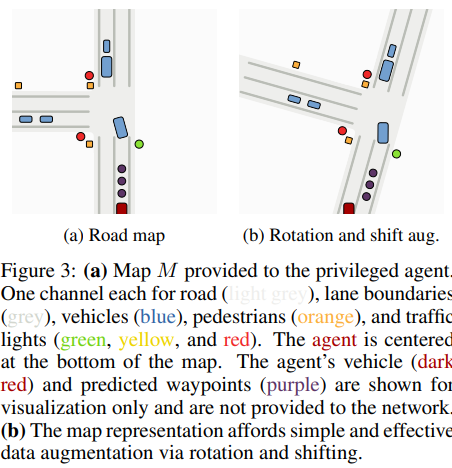 (a) Road map
(b) Rotation and shift aug.
Figure 3: (a) Map M provided to the privileged agent.
One channel each for road (light grey), lane boundaries
(grey), vehicles (blue), pedestrians (orange), and traffic
lights (green, yellow, and red). The agent is centered
at the bottom of the map. The agent's vehicle (dark
red) and predicted waypoints (purple) are shown for
visualization only and are not provided to the network.
(b) The map representation affords simple and effective
data augmentation via rotation and shifting.